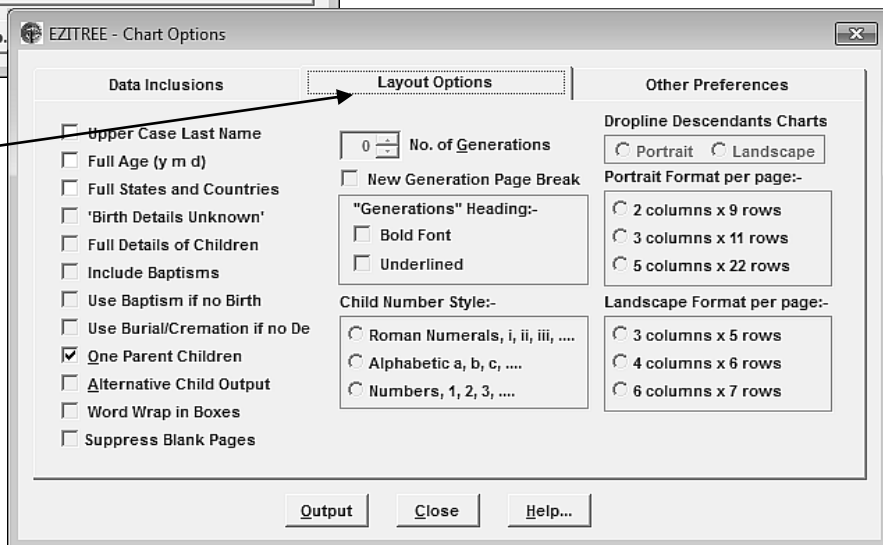 EZITREE - Chart Options
Data Inclusions
Layout Options
Other Preferences
Upper Case Last Name
Full Age (y m d)
Full States and Countries
'Birth Details Unknown'
Full Details of Children
Include Baptisms
Use Baptism if no Birth
Use Burial/Cremation if no De
One Parent Children
Alternative Child Output
Word Wrap in Boxes
Suppress Blank Pages
0 No. of Generations
New Generation Page Break
"Generations" Heading:-
Bold Font
Underlined
Child Number Style:-
Roman Numerals, i, ii, iii, ....
Alphabetic a, b, c, ....
Numbers, 1, 2, 3, ....
Dropline Descendants Charts
Portrait Landscape
Portrait Format per page:-
2 columns x 9 rows
3 columns x 11 rows
5 columns x 22 rows
Landscape Format per page:-
3 columns x 5 rows
4 columns x 6 rows
6 columns x 7 rows
Output Close Help...